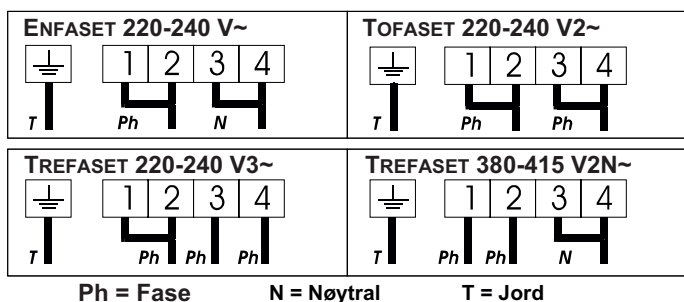 ENFASET 220-240 V~
1 2 3 4
T Ph N
TOFASET 220-240 V2~
1 2 3 4
T Ph Ph
TREFASET 220-240 V3~
1 2 3 4
T Ph Ph Ph
TREFASET 380-415 V2N~
1 2 3 4
T Ph Ph N
Ph = Fase N = Nøytral T = Jord